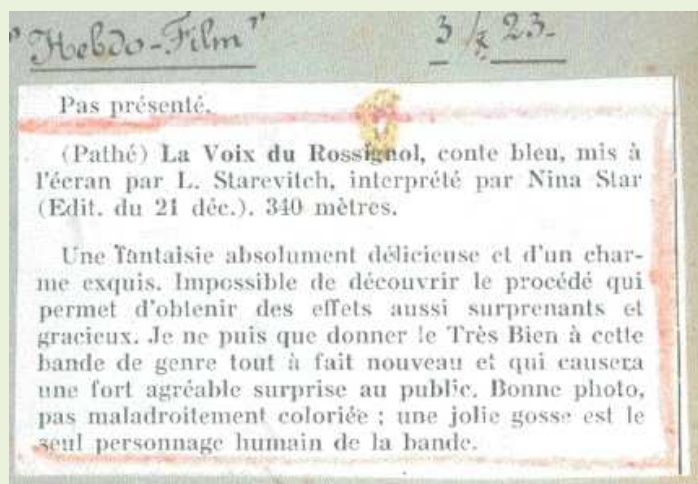 "Hebdo-Film" 3/ 23-
Pas présenté.
(Pathé) La Voix du Rossignol, conte bleu, mis à
l'écran par L. Starevitch, interprété par Nina Star
(Edit. du 21 déc.). 340 mètres.
Une fantaisie absolument délicieuse et d'un char-
me exquis. Impossible de découvrir le procédé qui
permet d'obtenir des effets aussi surprenants et
gracieux. Je ne puis que donner le Très Bien à cette
bande de genre tout à fait nouveau et qui causera
une fort agréable surprise au public. Bonne photo,
pas maladroitement coloriée ; une jolie gosse est le
seul personnage humain de la bande.